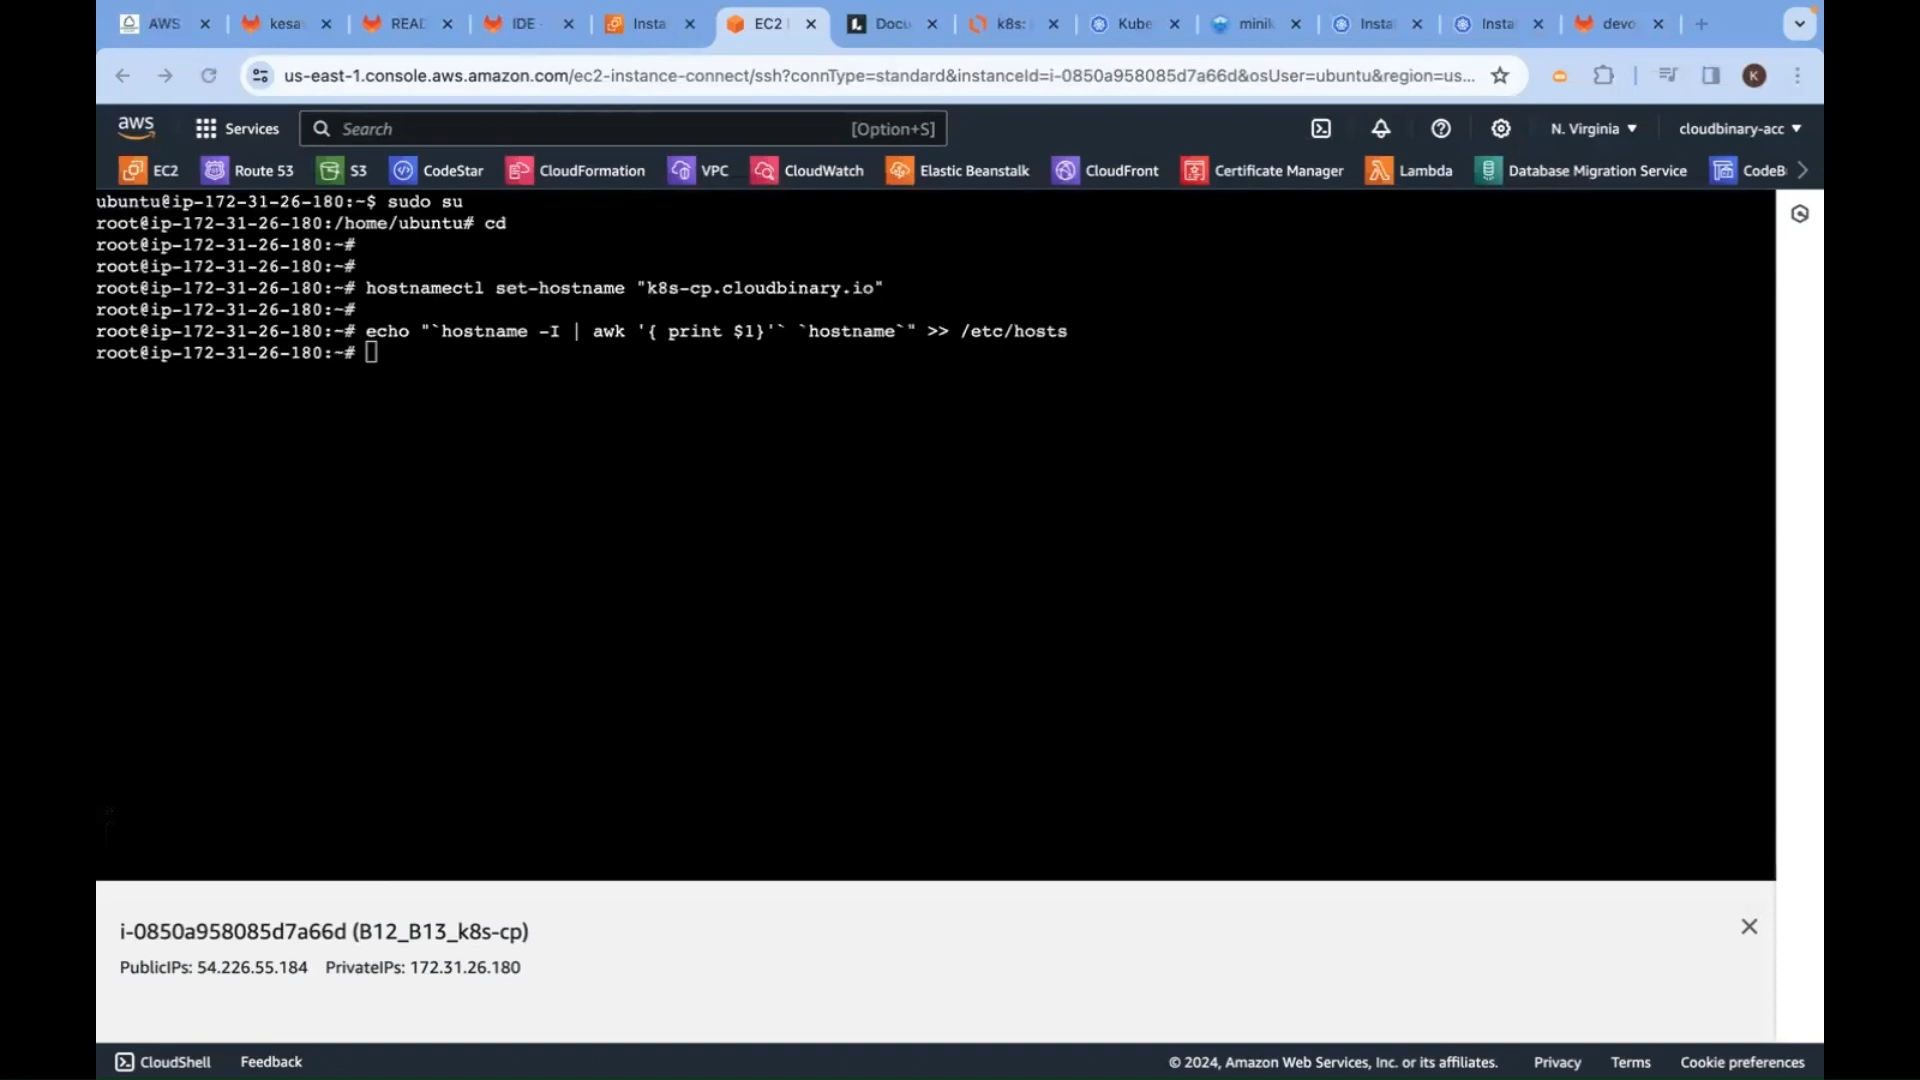 AWS
kesa
READ
IDE
Insta
EC2
Docu
k8s:
Kube
minik
Insta
Insta
devo
us-east-1.console.aws.amazon.com/ec2-instance-connect/ssh?connType=standard&instanceId=i-0850a958085d7a66d&osUser=ubuntu&region=us...
K
aws
Services
Search
[Option+S]
N. Virginia
cloudbinary-acc
EC2
Route 53
S3
CodeStar
CloudFormation
VPC
CloudWatch
Elastic Beanstalk
CloudFront
Certificate Manager
Lambda
Database Migration Service
CodeB
ubuntu@ip-172-31-26-180:~$ sudo su
root@ip-172-31-26-180:/home/ubuntu# cd
root@ip-172-31-26-180:~#
root@ip-172-31-26-180:~#
root@ip-172-31-26-180:~# hostnamectl set-hostname "k8s-cp.cloudbinary.io"
root@ip-172-31-26-180:~#
root@ip-172-31-26-180:~# echo "`hostname -I | awk '{ print $1}'` `hostname`" >> /etc/hosts
root@ip-172-31-26-180:~#
i-0850a958085d7a66d (B12_B13_k8s-cp)
PublicIPs: 54.226.55.184 PrivateIPs: 172.31.26.180
CloudShell
Feedback
© 2024, Amazon Web Services, Inc. or its affiliates.
Privacy
Terms
Cookie preferences